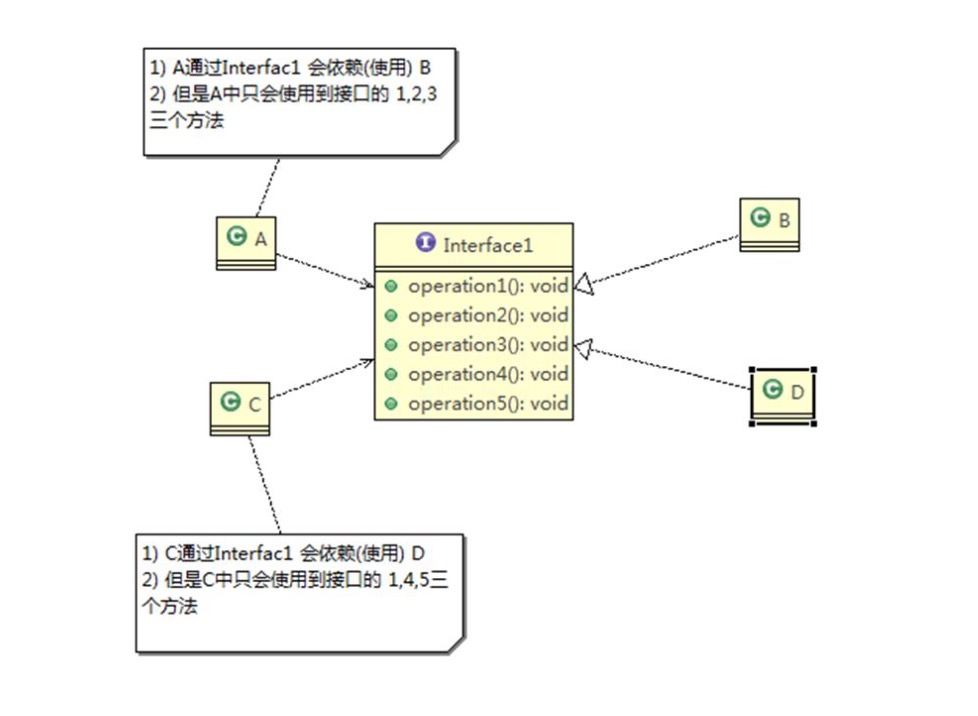 1) A通过Interfac1 会依赖(使用) B
2) 但是A中只会使用到接口的 1,2,3
三个方法
A
Interface1
operation1(): void
operation2(): void
operation3(): void
operation4(): void
operation5(): void
B
C
D
1) C通过Interfac1 会依赖(使用) D
2) 但是C中只会使用到接口的 1,4,5三
个方法